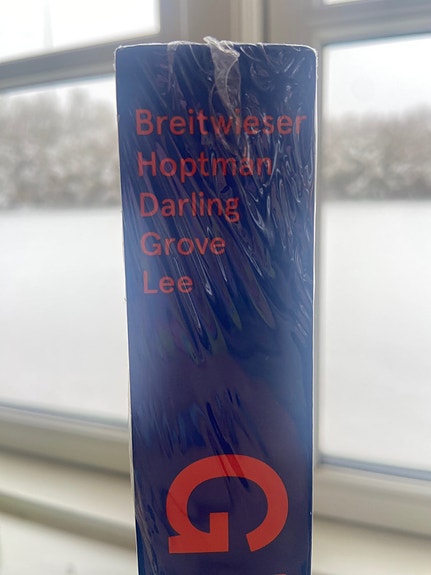 Breitwieser
Hoptman
Darling
Grove
Lee
G